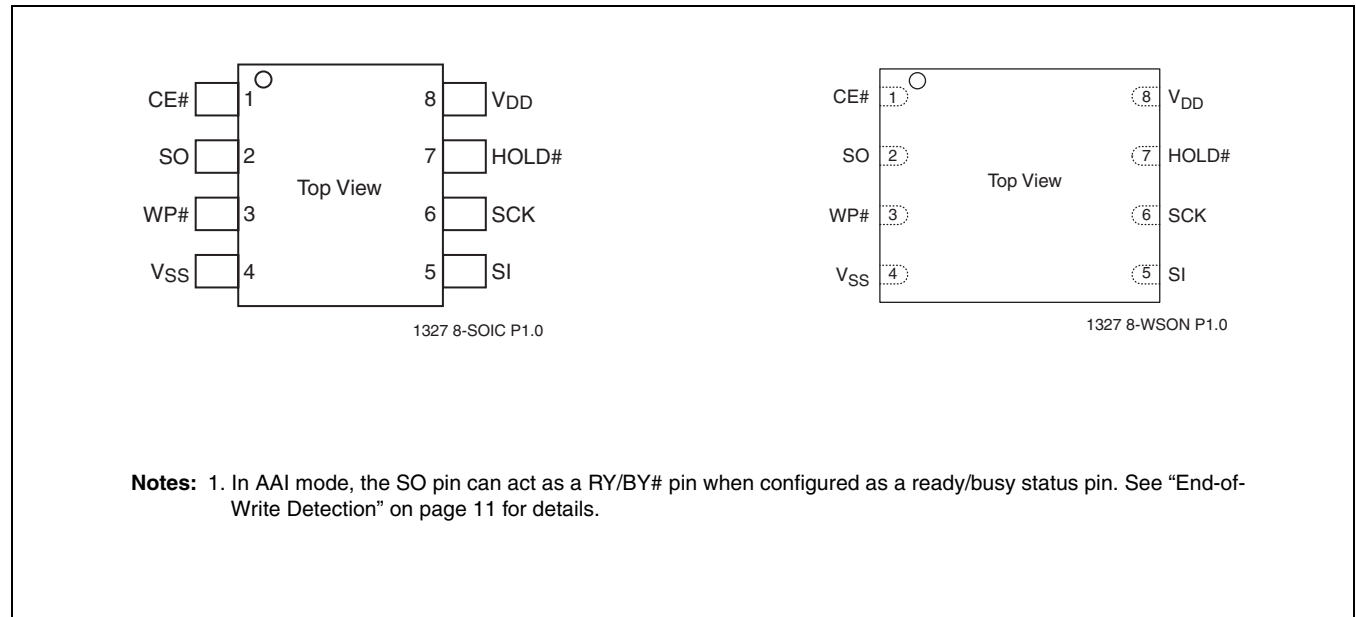 CE# 1 8 VDD
SO 2 7 HOLD#
Top View
WP# 3 6 SCK
VSS 4 5 SI
1327 8-SOIC P1.0
CE# 1 8 VDD
SO 2 7 HOLD#
Top View
WP# 3 6 SCK
VSS 4 5 SI
1327 8-WSON P1.0
Notes: 1. In AAI mode, the SO pin can act as a RY/BY# pin when configured as a ready/busy status pin. See “End-of-
Write Detection” on page 11 for details.